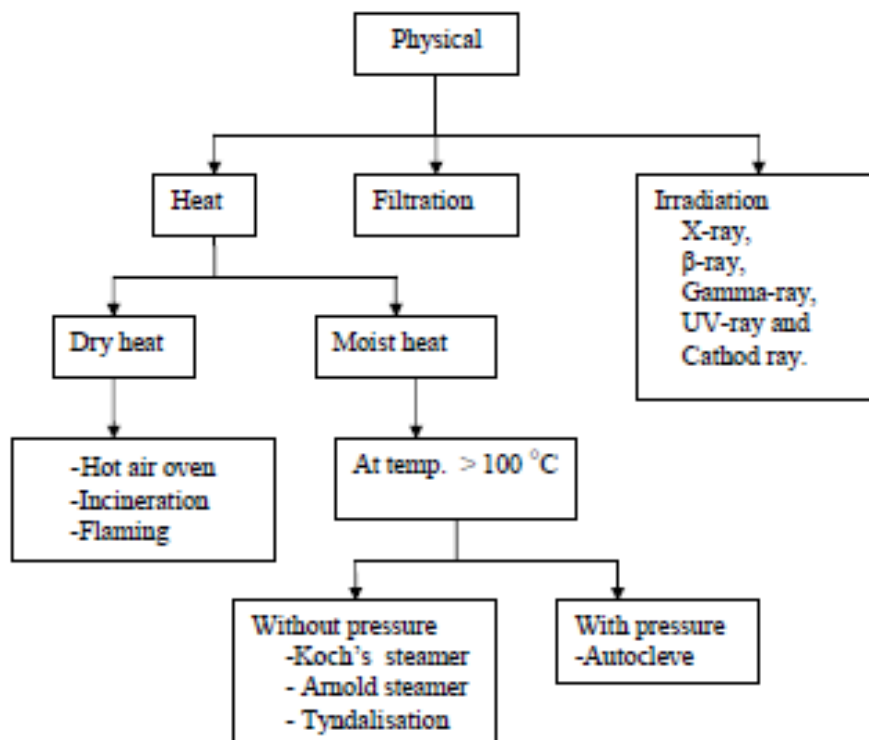 Physical
Heat
Filtration
Irradiation
X-ray,
β-ray,
Gamma-ray,
UV-ray and
Cathod ray.
Dry heat
Moist heat
-Hot air oven
-Incineration
-Flaming
At temp. > 100 °C
Without pressure
-Koch's steamer
- Arnold steamer
- Tyndalisation
With pressure
-Autocleve